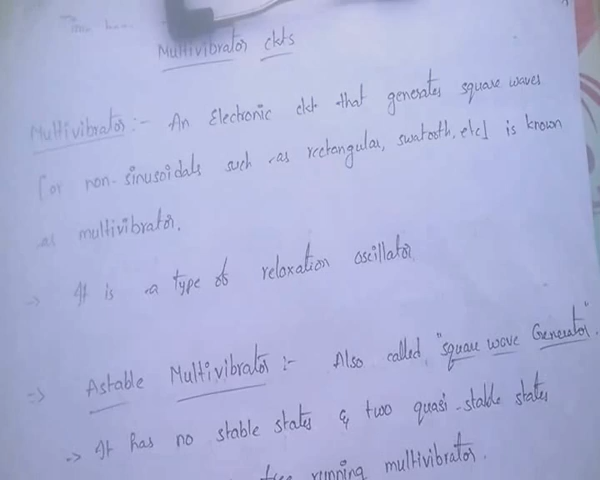 Multivibrator ckts
Multivibrator :- An Electronic ckt that generates square waves
[or non-sinusoidals such as rectangular, swatooth, etc] is known
as multivibrator.
-> It is a type of relaxation oscillator
=> Astable Multivibrator :- Also called "square wave Generator".
-> It has no stable states & two quasi-stable states
free running multivibrator.